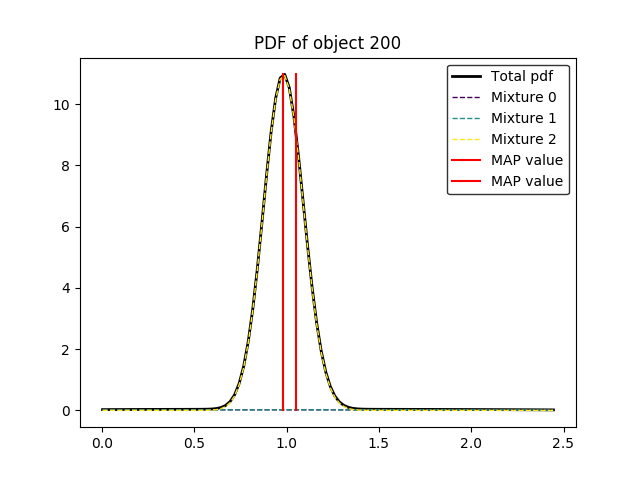 PDF of object 200
Total pdf
Mixture 0
Mixture 1
Mixture 2
MAP value
MAP value
10
8
6
4
2
0
0.0 0.5 1.0 1.5 2.0 2.5